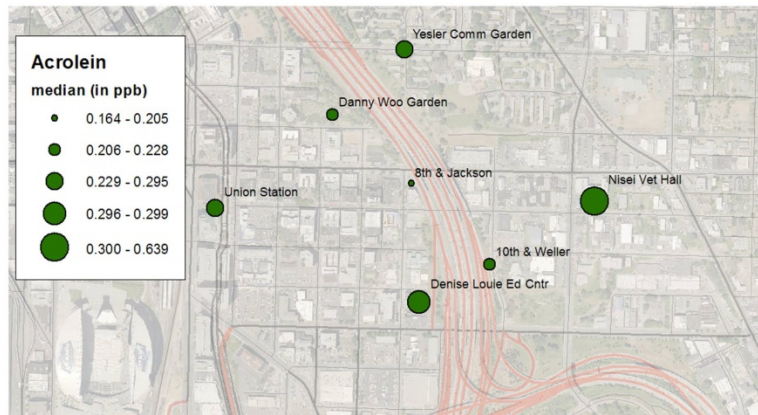 Acrolein
median (in ppb)
0.164 - 0.205
0.206 - 0.228
0.229 - 0.295
0.296 - 0.299
0.300 - 0.639
Yesler Comm Garden
Danny Woo Garden
8th & Jackson
Nisei Vet Hall
Union Station
10th & Weller
Denise Louie Ed Cntr